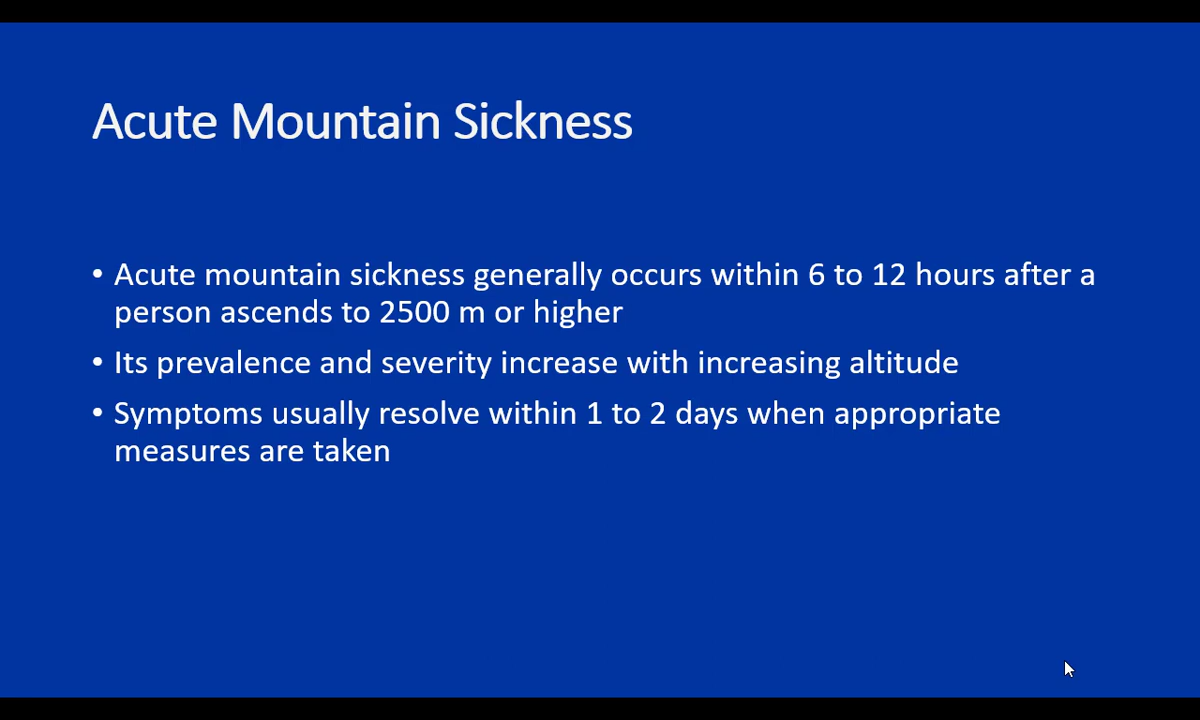 Acute Mountain Sickness
• Acute mountain sickness generally occurs within 6 to 12 hours after a
person ascends to 2500 m or higher
• Its prevalence and severity increase with increasing altitude
• Symptoms usually resolve within 1 to 2 days when appropriate
measures are taken